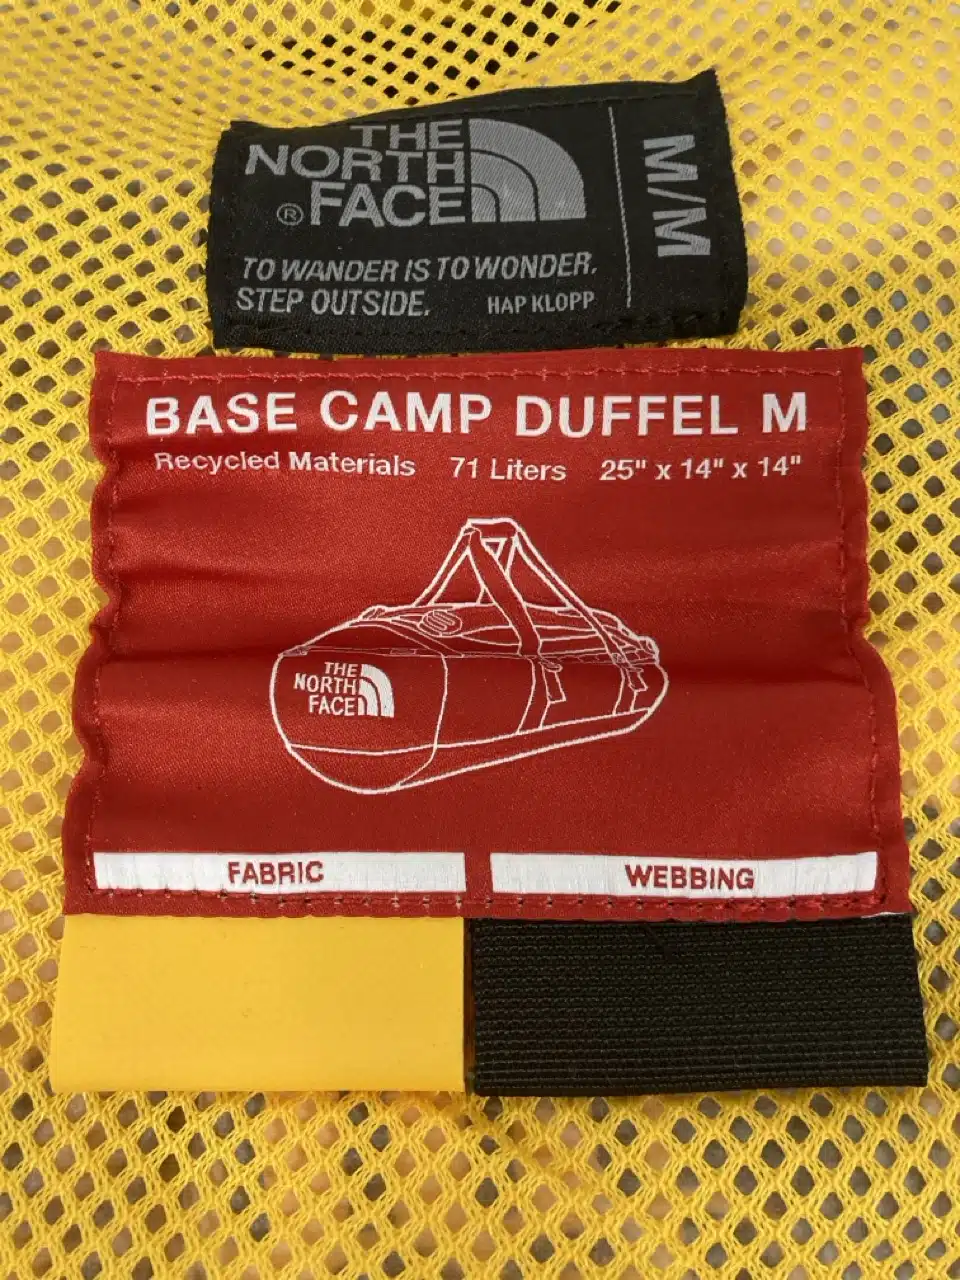 THE
NORTH
® FACE
M/M
TO WANDER IS TO WONDER.
STEP OUTSIDE. HAP KLOPP
BASE CAMP DUFFEL M
Recycled Materials 71 Liters 25" x 14" x 14"
THE
NORTH
FACE
FABRIC WEBBING